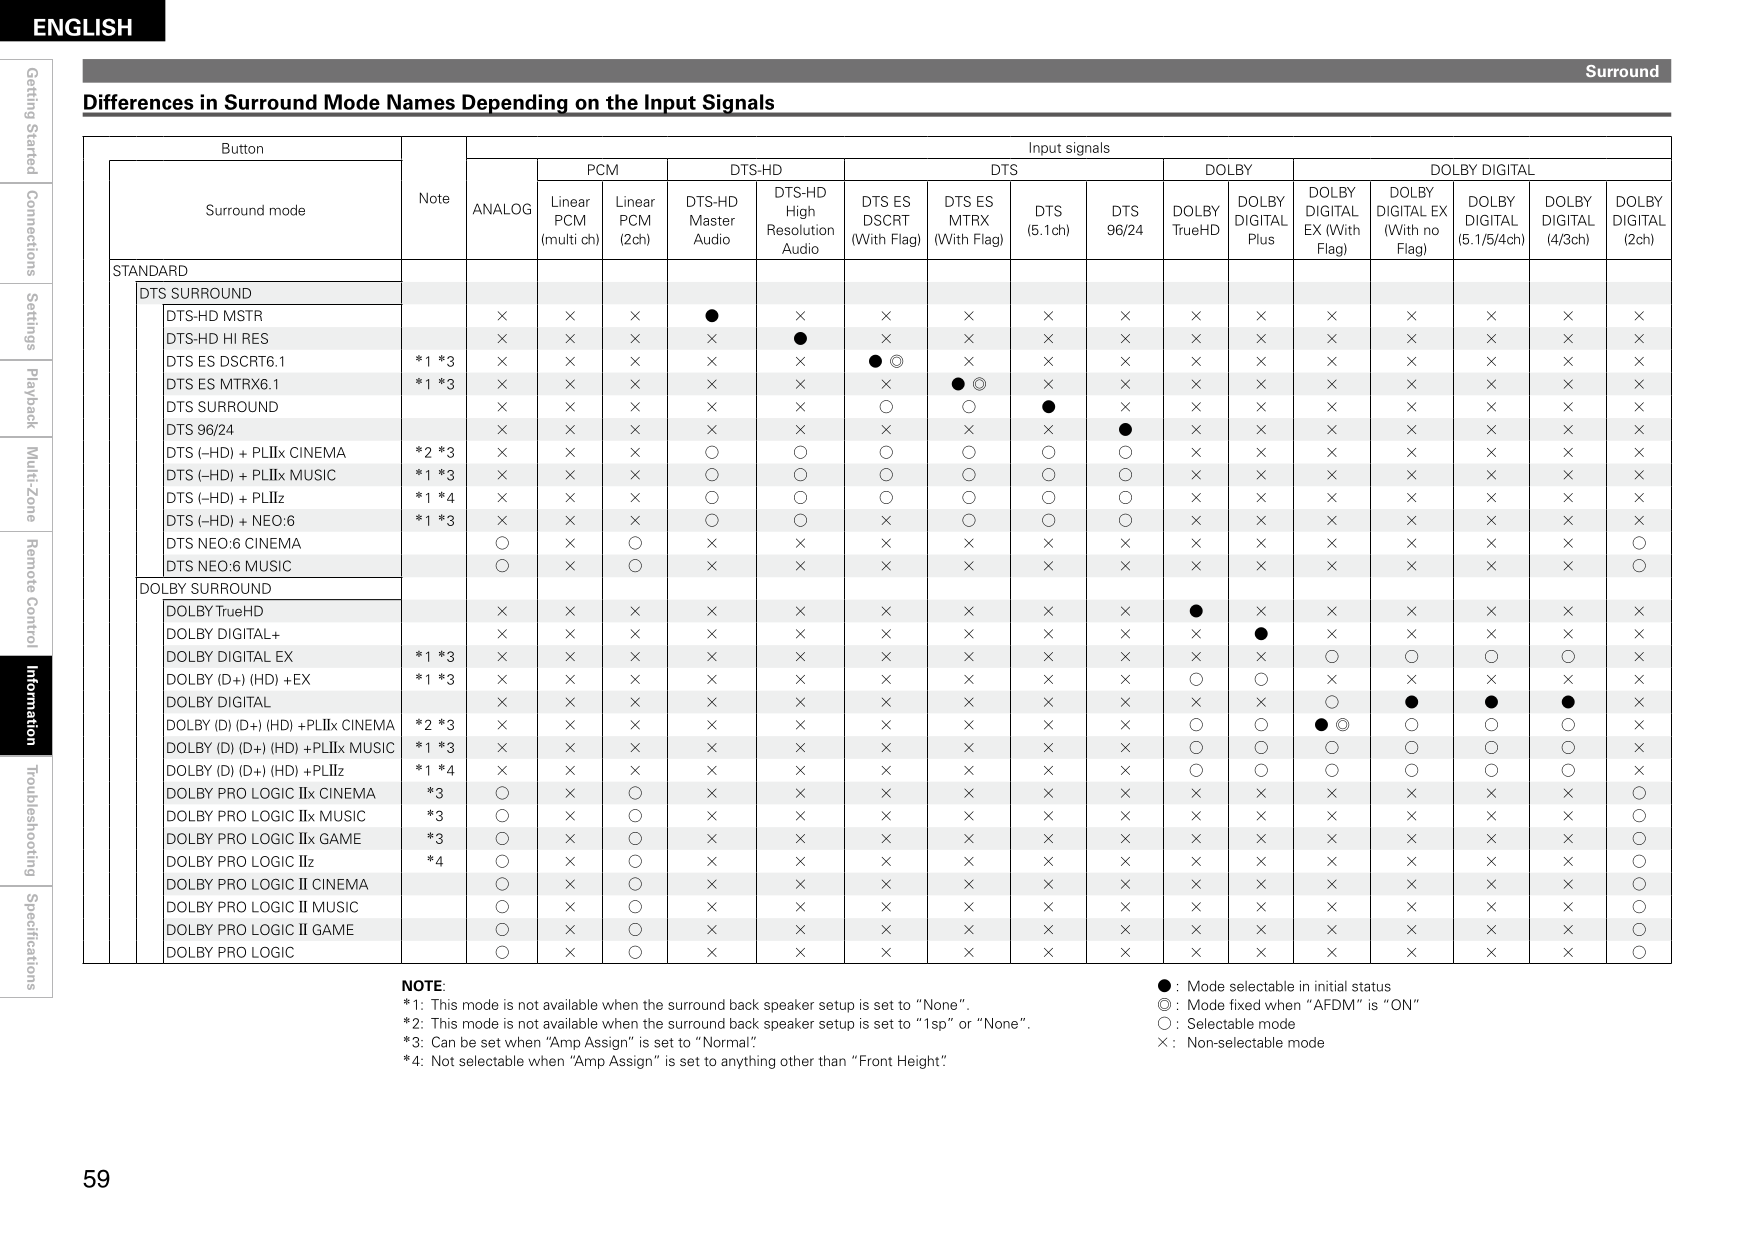 ENGLISH
Getting Started
Connections
Settings
Playback
Multi-Zone
Remote Control
Information
Troubleshooting
Specifications
Surround
Differences in Surround Mode Names Depending on the Input Signals
Button Note Input signals
Surround mode ANALOG PCM DTS-HD DTS DOLBY DOLBY DIGITAL
Linear PCM (multi ch) Linear PCM (2ch) DTS-HD Master Audio DTS-HD High Resolution Audio DTS ES DSCRT (With Flag) DTS ES MTRX (With Flag) DTS (5.1ch) DTS 96/24 DOLBY TrueHD DOLBY DIGITAL Plus DOLBY DIGITAL EX (With Flag) DOLBY DIGITAL EX (With no Flag) DOLBY DIGITAL (5.1/5/4ch) DOLBY DIGITAL (4/3ch) DOLBY DIGITAL (2ch)
STANDARD
DTS SURROUND
DTS-HD MSTR × × × ● × × × × × × × × × × × ×
DTS-HD HI RES × × × × ● × × × × × × × × × × ×
DTS ES DSCRT6.1 *1 *3 × × × × × ● ◎ × × × × × × × × × ×
DTS ES MTRX6.1 *1 *3 × × × × × × ● ◎ × × × × × × × × ×
DTS SURROUND × × × × × ○ ○ ● × × × × × × × ×
DTS 96/24 × × × × × × × × ● × × × × × × ×
DTS (–HD) + PLⅡx CINEMA *2 *3 × × × ○ ○ ○ ○ ○ ○ × × × × × × ×
DTS (–HD) + PLⅡx MUSIC *1 *3 × × × ○ ○ ○ ○ ○ ○ × × × × × × ×
DTS (–HD) + PLⅡz *1 *4 × × × ○ ○ ○ ○ ○ ○ × × × × × × ×
DTS (–HD) + NEO:6 *1 *3 × × × ○ ○ × ○ ○ ○ × × × × × × ×
DTS NEO:6 CINEMA ○ × ○ × × × × × × × × × × × × ○
DTS NEO:6 MUSIC ○ × ○ × × × × × × × × × × × × ○
DOLBY SURROUND
DOLBY TrueHD × × × × × × × × × ● × × × × × ×
DOLBY DIGITAL+ × × × × × × × × × × ● × × × × ×
DOLBY DIGITAL EX *1 *3 × × × × × × × × × × × ○ ○ ○ ○ ×
DOLBY (D+) (HD) +EX *1 *3 × × × × × × × × × ○ ○ × × × × ×
DOLBY DIGITAL × × × × × × × × × × × ○ ● ● ● ×
DOLBY (D) (D+) (HD) +PLⅡx CINEMA *2 *3 × × × × × × × × × ○ ○ ● ◎ ○ ○ ○ ×
DOLBY (D) (D+) (HD) +PLⅡx MUSIC *1 *3 × × × × × × × × × ○ ○ ○ ○ ○ ○ ×
DOLBY (D) (D+) (HD) +PLⅡz *1 *4 × × × × × × × × × ○ ○ ○ ○ ○ ○ ×
DOLBY PRO LOGIC Ⅱx CINEMA *3 ○ × ○ × × × × × × × × × × × × ○
DOLBY PRO LOGIC Ⅱx MUSIC *3 ○ × ○ × × × × × × × × × × × × ○
DOLBY PRO LOGIC Ⅱx GAME *3 ○ × ○ × × × × × × × × × × × × ○
DOLBY PRO LOGIC Ⅱz *4 ○ × ○ × × × × × × × × × × × × ○
DOLBY PRO LOGIC Ⅱ CINEMA ○ × ○ × × × × × × × × × × × × ○
DOLBY PRO LOGIC Ⅱ MUSIC ○ × ○ × × × × × × × × × × × × ○
DOLBY PRO LOGIC Ⅱ GAME ○ × ○ × × × × × × × × × × × × ○
DOLBY PRO LOGIC ○ × ○ × × × × × × × × × × × × ○
NOTE:
*1: This mode is not available when the surround back speaker setup is set to “None”.
*2: This mode is not available when the surround back speaker setup is set to “1sp” or “None”.
*3: Can be set when “Amp Assign” is set to “Normal”.
*4: Not selectable when “Amp Assign” is set to anything other than “Front Height”.
● : Mode selectable in initial status
◎ : Mode fixed when “AFDM” is “ON”
○ : Selectable mode
× : Non-selectable mode
59